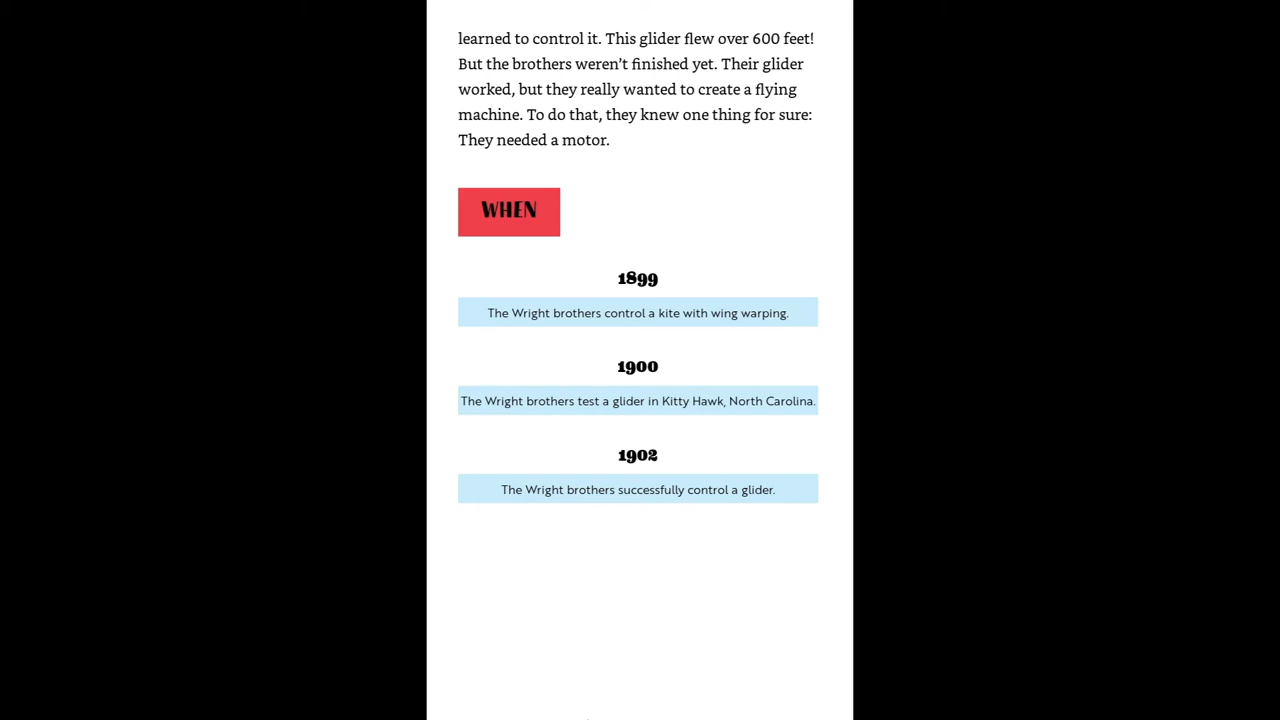 learned to control it. This glider flew over 600 feet!
But the brothers weren’t finished yet. Their glider
worked, but they really wanted to create a flying
machine. To do that, they knew one thing for sure:
They needed a motor.
WHEN
1899
The Wright brothers control a kite with wing warping.
1900
The Wright brothers test a glider in Kitty Hawk, North Carolina.
1902
The Wright brothers successfully control a glider.